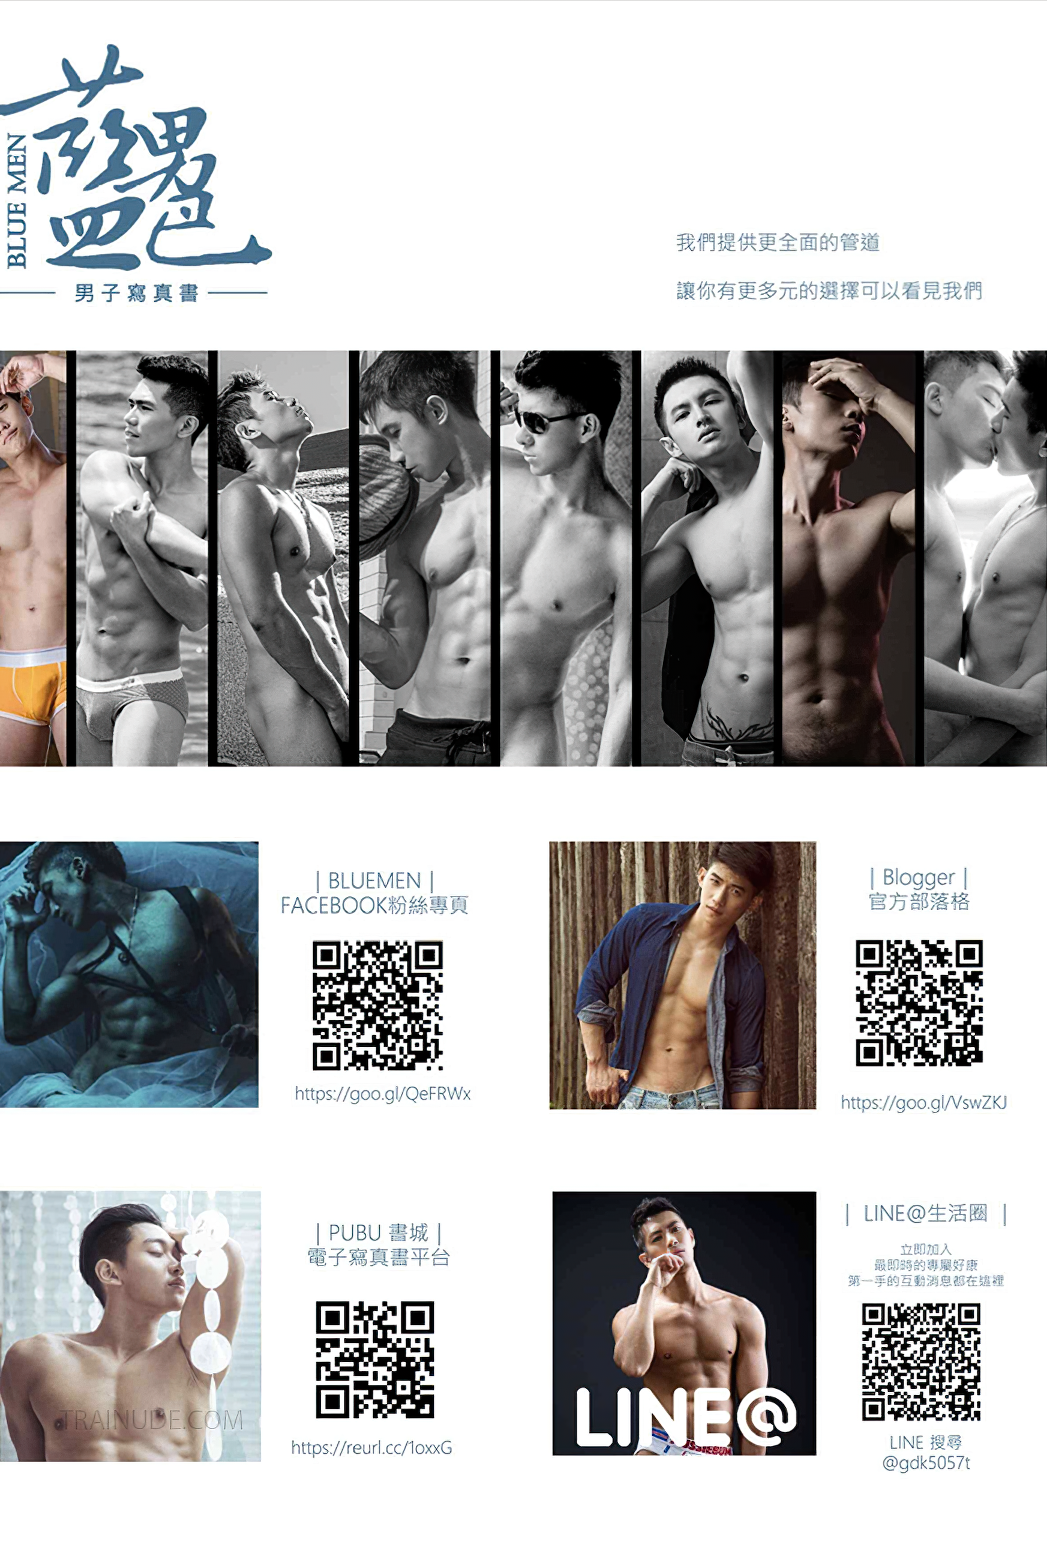 藍男色
BLUE MEN
男子寫真書
我們提供更全面的管道
讓你有更多元的選擇可以看見我們
| BLUEMEN |
FACEBOOK粉絲專頁
https://goo.gl/QeFRWx
| Blogger |
官方部落格
https://goo.gl/VswZKJ
| PUBU 書城 |
電子寫真書平台
https://reurl.cc/1oxxG
TRAINUDE.COM
| LINE@生活圈 |
立即加入
最即時的專屬好康
第一手的互動消息都在這裡
LINE@
LINE 搜尋
@gdk5057t